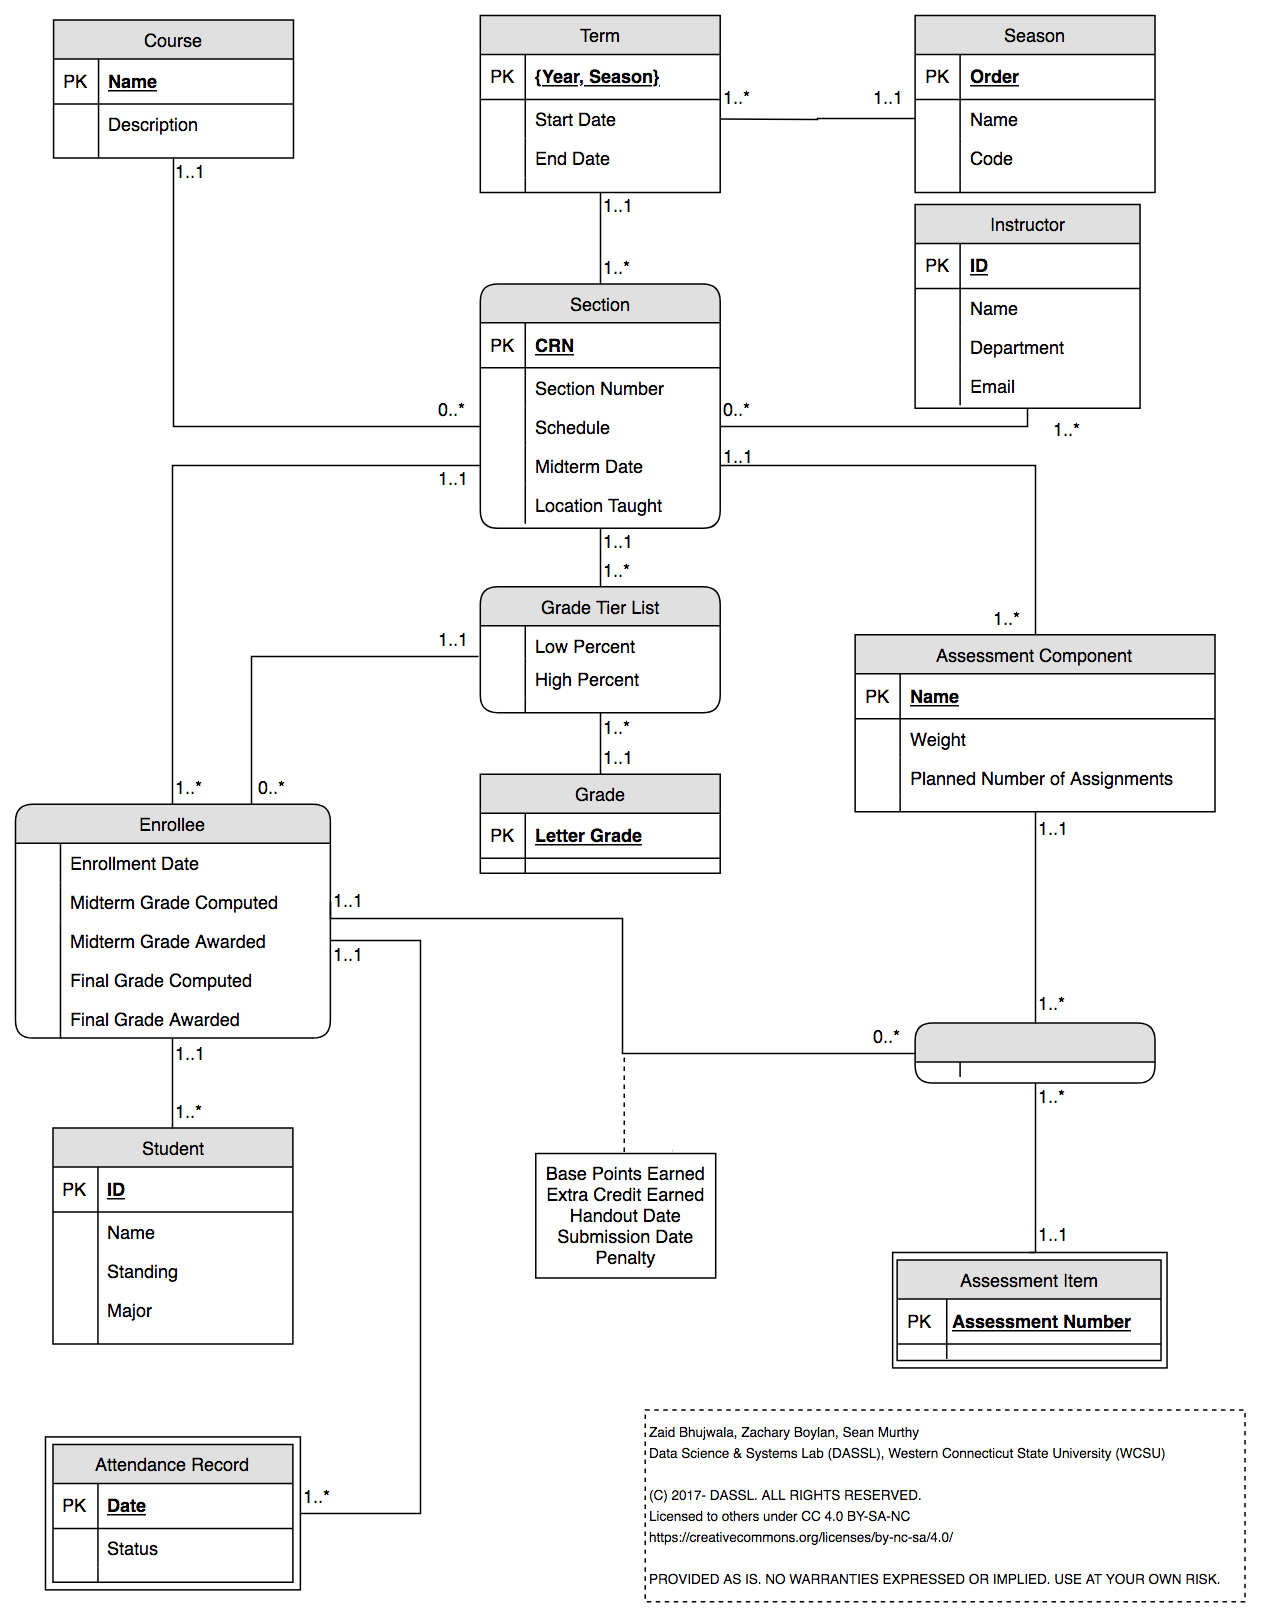 Course
PK Name
Description
1..1
Term
PK {Year, Season}
Start Date
End Date
1..* 1..1
Season
PK Order
Name
Code
1..1
1..*
Instructor
PK ID
Name
Department
Email
1..*
Section
PK CRN
Section Number
Schedule
Midterm Date
Location Taught
0..*
0..*
1..1
1..1
1..1
1..*
Grade Tier List
Low Percent
High Percent
1..1
1..*
1..1
Grade
PK Letter Grade
1..*
Assessment Component
PK Name
Weight
Planned Number of Assignments
1..1
1..*
1..* 0..*
Enrollee
Enrollment Date
Midterm Grade Computed
Midterm Grade Awarded
Final Grade Computed
Final Grade Awarded
1..1
1..1
0..*
1..1
1..*
Student
PK ID
Name
Standing
Major
Base Points Earned
Extra Credit Earned
Handout Date
Submission Date
Penalty
1..*
1..1
Assessment Item
PK Assessment Number
Attendance Record
PK Date
Status
1..*
Zaid Bhujwala, Zachary Boylan, Sean Murthy
Data Science & Systems Lab (DASSL), Western Connecticut State University (WCSU)
(C) 2017- DASSL. ALL RIGHTS RESERVED.
Licensed to others under CC 4.0 BY-SA-NC
https://creativecommons.org/licenses/by-nc-sa/4.0/
PROVIDED AS IS. NO WARRANTIES EXPRESSED OR IMPLIED. USE AT YOUR OWN RISK.